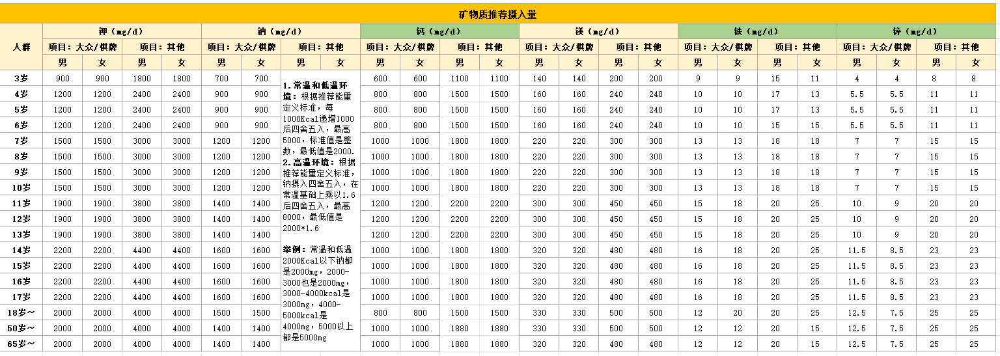 矿物质推荐摄入量
人群 钾（mg/d） 钠（mg/d） 钙（mg/d） 镁（mg/d） 铁（mg/d） 锌（mg/d）
项目：大众/棋牌 项目：其他 项目：大众/棋牌 项目：其他 项目：大众/棋牌 项目：其他 项目：大众/棋牌 项目：其他 项目：大众/棋牌 项目：其他 项目：大众/棋牌 项目：其他
男 女 男 女 男 女 男 女 男 女 男 女 男 女 男 女 男 女 男 女 男 女 男 女
3岁 900 900 1800 1800 700 700 600 600 1100 1100 140 140 200 200 9 9 15 11 4 4 8 8
4岁 1200 1200 2400 2400 900 900 800 800 1500 1500 160 160 240 240 10 10 17 13 5.5 5.5 11 11
5岁 1200 1200 2400 2400 900 900 800 800 1500 1500 160 160 240 240 10 10 17 13 5.5 5.5 11 11
6岁 1200 1200 2400 2400 900 900 800 800 1500 1500 160 160 240 240 10 10 15 15 5.5 5.5 11 11
7岁 1500 1500 3000 3000 1200 1200 1000 1000 1800 1800 220 220 300 300 13 13 18 18 7 7 15 15
8岁 1500 1500 3000 3000 1200 1200 1000 1000 1800 1800 220 220 300 300 13 13 18 18 7 7 15 15
9岁 1500 1500 3000 3000 1200 1200 1000 1000 1800 1800 220 220 300 300 13 13 18 18 7 7 15 15
10岁 1500 1500 3000 3000 1200 1200 1000 1000 1800 1800 220 220 300 300 13 13 18 18 7 7 15 15
11岁 1900 1900 3800 3800 1400 1400 1200 1200 2200 2200 300 300 450 450 15 18 20 25 10 9 20 20
12岁 1900 1900 3800 3800 1400 1400 1200 1200 2200 2200 300 300 450 450 15 18 20 25 10 9 20 20
13岁 1900 1900 3800 3800 1400 1400 1200 1200 2200 2200 300 300 450 450 15 18 20 25 10 9 20 20
14岁 2200 2200 4400 4400 1600 1600 1000 1000 1800 1800 320 320 480 480 16 18 20 25 11.5 8.5 23 23
15岁 2200 2200 4400 4400 1600 1600 1000 1000 1800 1800 320 320 480 480 16 18 20 25 11.5 8.5 23 23
16岁 2200 2200 4400 4400 1600 1600 1000 1000 1800 1800 320 320 480 480 16 18 20 25 11.5 8.5 23 23
17岁 2200 2200 4400 4400 1600 1600 1000 1000 1800 1800 320 320 480 480 16 18 20 25 11.5 8.5 23 23
18岁～ 2000 2000 4000 4000 1500 1500 800 800 1500 1500 330 330 500 500 12 20 20 25 12.5 7.5 25 25
50岁～ 2000 2000 4000 4000 1400 1400 1000 1000 1880 1880 330 330 500 500 12 12 20 15 12.5 7.5 25 25
65岁～ 2000 2000 4000 4000 1400 1400 1000 1000 1880 1880 320 320 480 480 12 12 20 15 12.5 7.5 25 25
1.常温和低温环
境：根据推荐能量
定义标准，每
1000Kcal递增1000
后四舍五入，最高
5000，标准值是整
数，最低值是2000.
2.高温环境：根据
推荐能量定义标准，
钠摄入四舍五入，在
常温基础上乘以1.6
后四舍五入，最高
8000，最低值是
2000*1.6
举例：常温和低温
2000Kcal以下钠都
是2000mg，2000-
3000也是2000mg，
3000-4000kcal是
3000mg，4000-
5000kcal是
4000mg，5000以上
都是5000mg